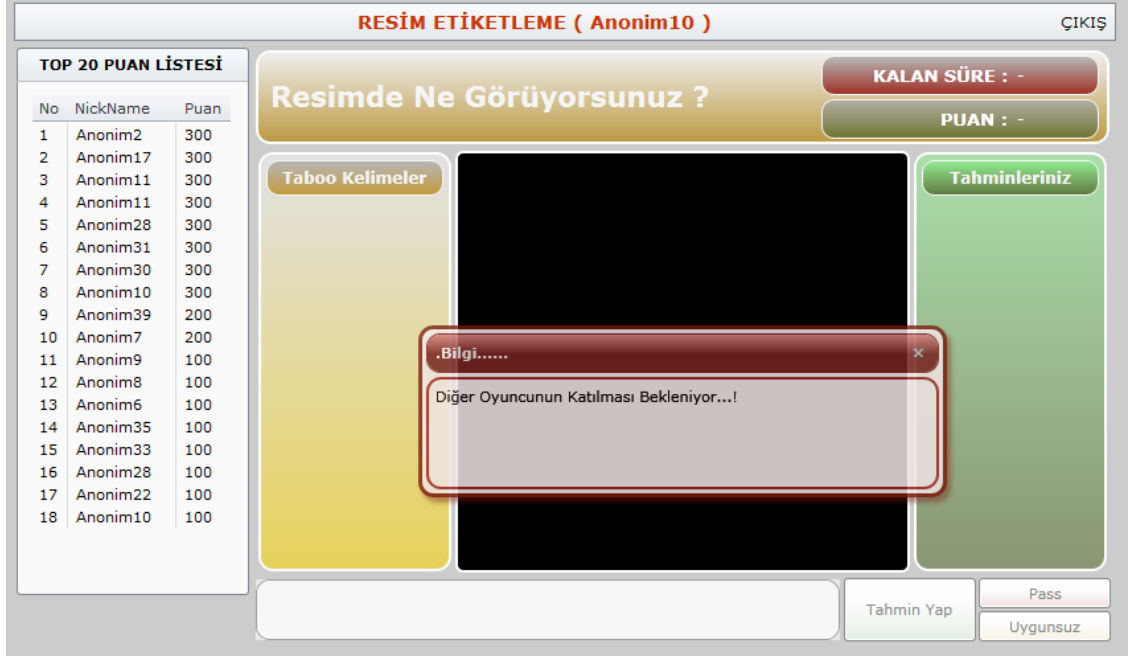 RESİM ETİKETLEME ( Anonim10 )
ÇIKIŞ
TOP 20 PUAN LİSTESİ
No NickName Puan
1 Anonim2 300
2 Anonim17 300
3 Anonim11 300
4 Anonim11 300
5 Anonim28 300
6 Anonim31 300
7 Anonim30 300
8 Anonim10 300
9 Anonim39 200
10 Anonim7 200
11 Anonim9 100
12 Anonim8 100
13 Anonim6 100
14 Anonim35 100
15 Anonim33 100
16 Anonim28 100
17 Anonim22 100
18 Anonim10 100
Resimde Ne Görüyorsunuz ?
KALAN SÜRE : -
PUAN : -
Taboo Kelimeler
Tahminleriniz
.Bilgi...... ×
Diğer Oyuncunun Katılması Bekleniyor...!
Tahmin Yap
Pass
Uygunsuz